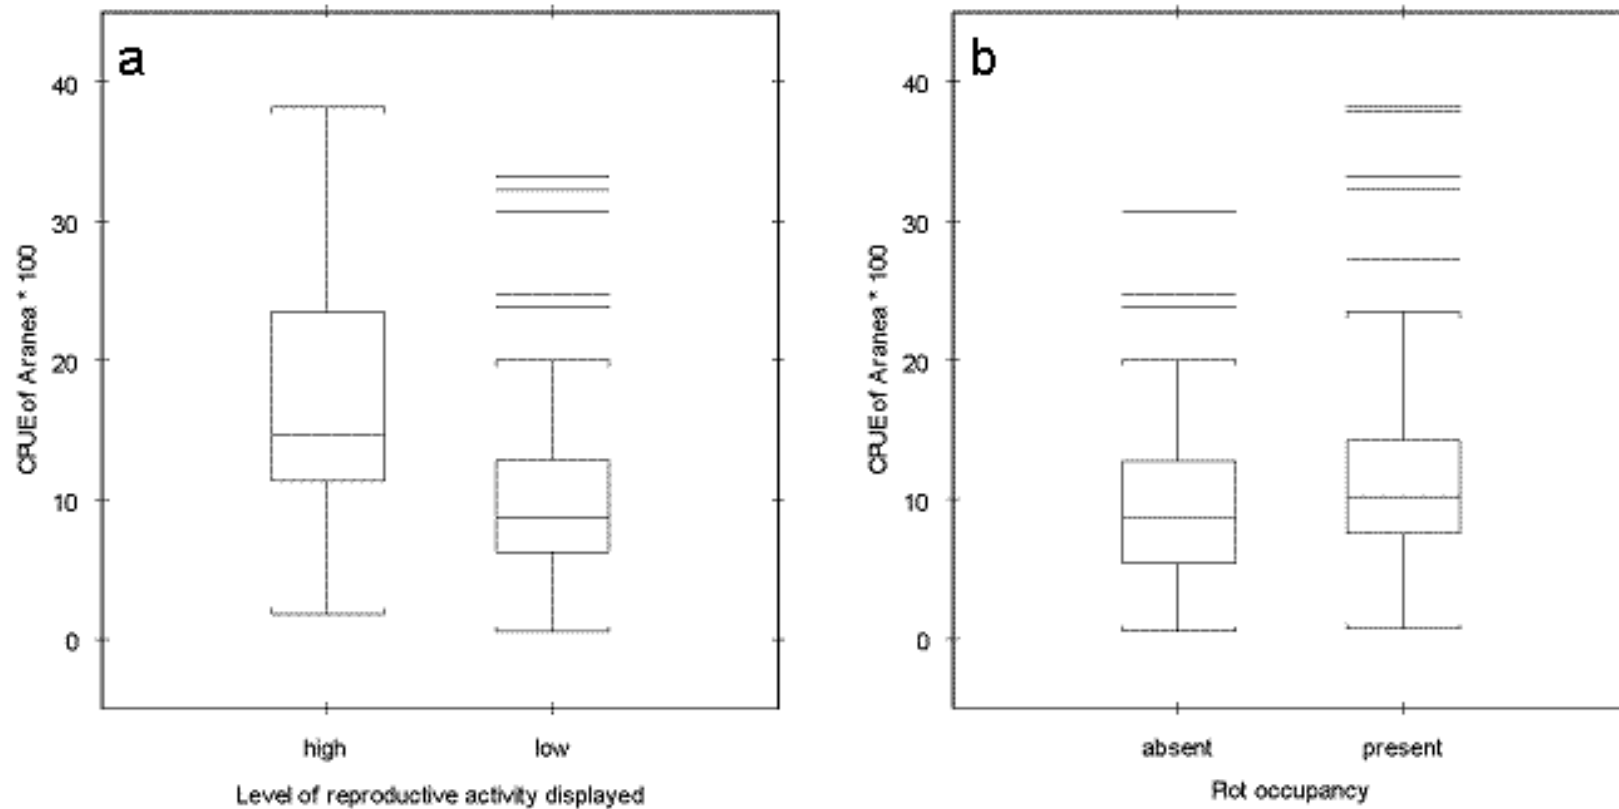 a
40
30
20
10
0
CPUE of Aranea * 100
high
low
Level of reproductive activity displayed
b
40
30
20
10
0
CPUE of Aranea * 100
absent
present
Plot occupancy